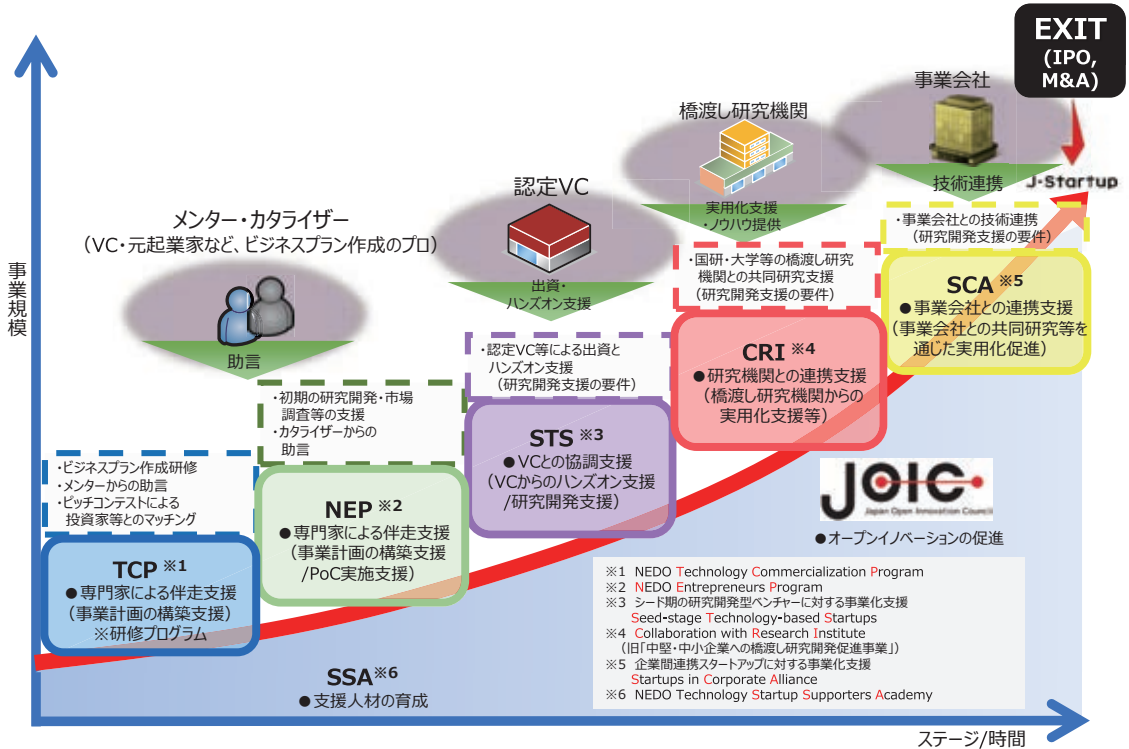 EXIT
(IPO,
M&A)
事業会社
橋渡し研究機関
技術連携
J-Startup
認定VC
実用化支援
・ノウハウ提供
・事業会社との技術連携
(研究開発支援の要件)
メンター・カタライザー
(VC・元起業家など、ビジネスプラン作成のプロ)
出資・
ハンズオン支援
・国研・大学等の橋渡し研究
機関との共同研究支援
(研究開発支援の要件)
SCA ※5
●事業会社との連携支援
(事業会社との共同研究等を
通じた実用化促進)
事業規模
助言
・認定VC等による出資と
ハンズオン支援
(研究開発支援の要件)
CRI ※4
●研究機関との連携支援
(橋渡し研究機関からの
実用化支援等)
・初期の研究開発・市場
調査等の支援
・カタライザーからの
助言
STS ※3
●VCとの協調支援
(VCからのハンズオン支援
/研究開発支援)
・ビジネスプラン作成研修
・メンターからの助言
・ピッチコンテストによる
投資家等とのマッチング
NEP ※2
●専門家による伴走支援
(事業計画の構築支援
/PoC実施支援)
JOIC
Japan Open Innovation Council
●オープンイノベーションの促進
TCP ※1
●専門家による伴走支援
(事業計画の構築支援)
※研修プログラム
※1 NEDO Technology Commercialization Program
※2 NEDO Entrepreneurs Program
※3 シード期の研究開発型ベンチャーに対する事業化支援
Seed-stage Technology-based Startups
※4 Collaboration with Research Institute
(旧「中堅・中小企業への橋渡し研究開発促進事業」)
※5 企業間連携スタートアップに対する事業化支援
Startups in Corporate Alliance
※6 NEDO Technology Startup Supporters Academy
SSA※6
●支援人材の育成
ステージ/時間